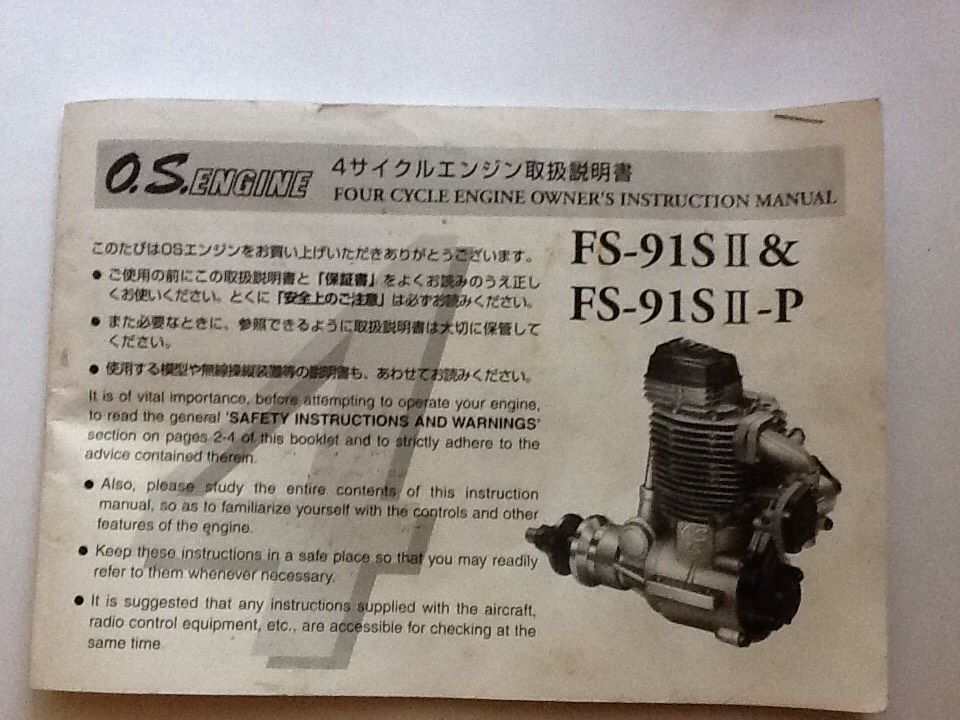 O.S.ENGINE
4サイクルエンジン取扱説明書
FOUR CYCLE ENGINE OWNER'S INSTRUCTION MANUAL
このたびはOSエンジンをお買い上げいただきありがとうございます。
● ご使用の前にこの取扱説明書と「保証書」をよくお読みのうえ正し
くお使いください。とくに「安全上のご注意」は必ずお読みください。
● また必要なときに、参照できるように取扱説明書は大切に保管して
ください。
● 使用する模型や無線操縦装置等の説明書も、あわせてお読みください。
It is of vital importance, before attempting to operate your engine,
to read the general 'SAFETY INSTRUCTIONS AND WARNINGS'
section on pages 2-4 of this booklet and to strictly adhere to the
advice contained therein.
● Also, please study the entire contents of this instruction
manual, so as to familiarize yourself with the controls and other
features of the engine.
● Keep these instructions in a safe place so that you may readily
refer to them whenever necessary.
● It is suggested that any instructions supplied with the aircraft,
radio control equipment, etc., are accessible for checking at the
same time.
FS-91SⅡ&
FS-91SⅡ-P
4